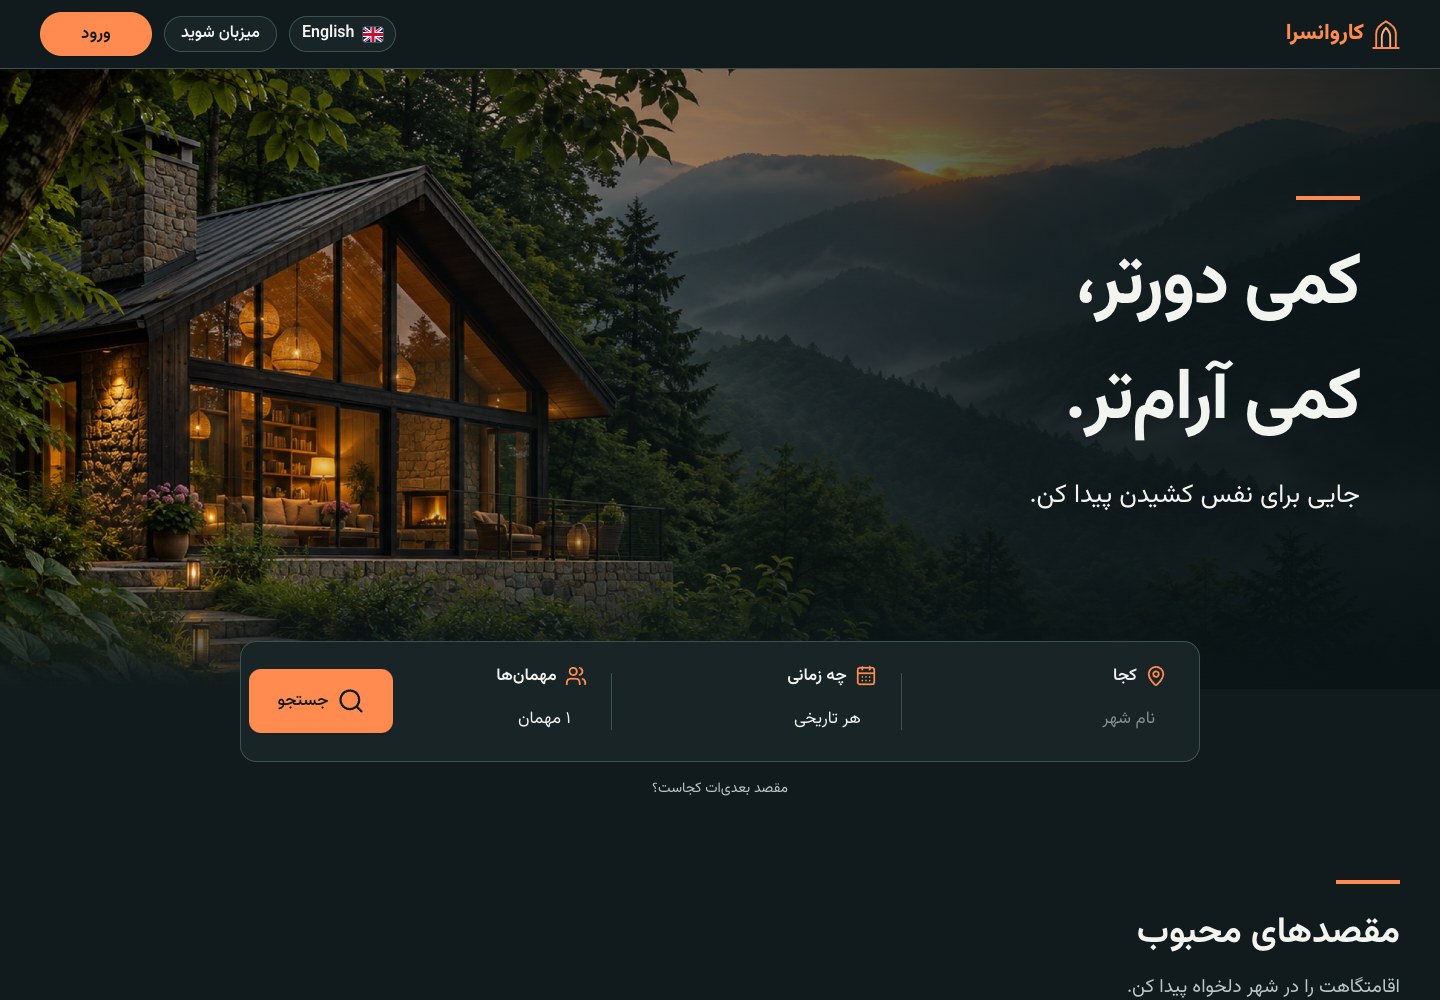 کاروانسرا
English
میزبان شوید
ورود
کمی دورتر،
کمی آرام‌تر.
جایی برای نفس کشیدن پیدا کن.
کجا
نام شهر
چه زمانی
هر تاریخی
مهمان‌ها
۱ مهمان
جستجو
مقصد بعدی‌ات کجاست؟
مقصدهای محبوب
اقامتگاهت را در شهر دلخواه پیدا کن.